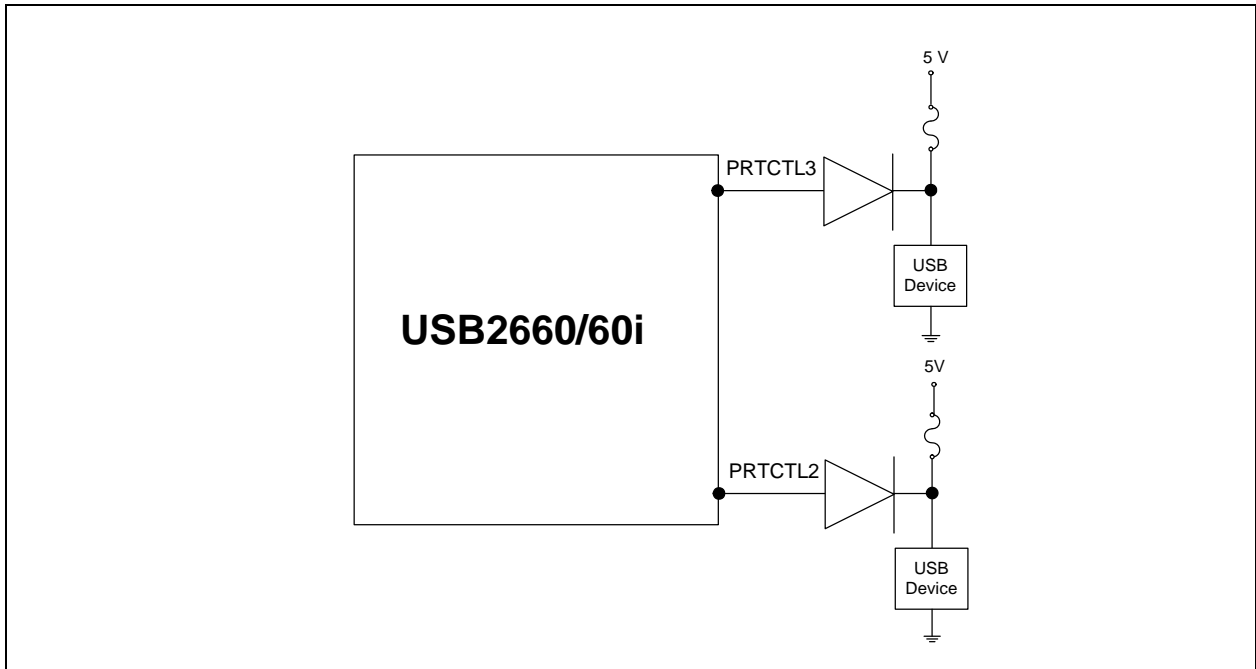 5 V
PRTCTL3
USB
Device
USB2660/60i
5V
PRTCTL2
USB
Device